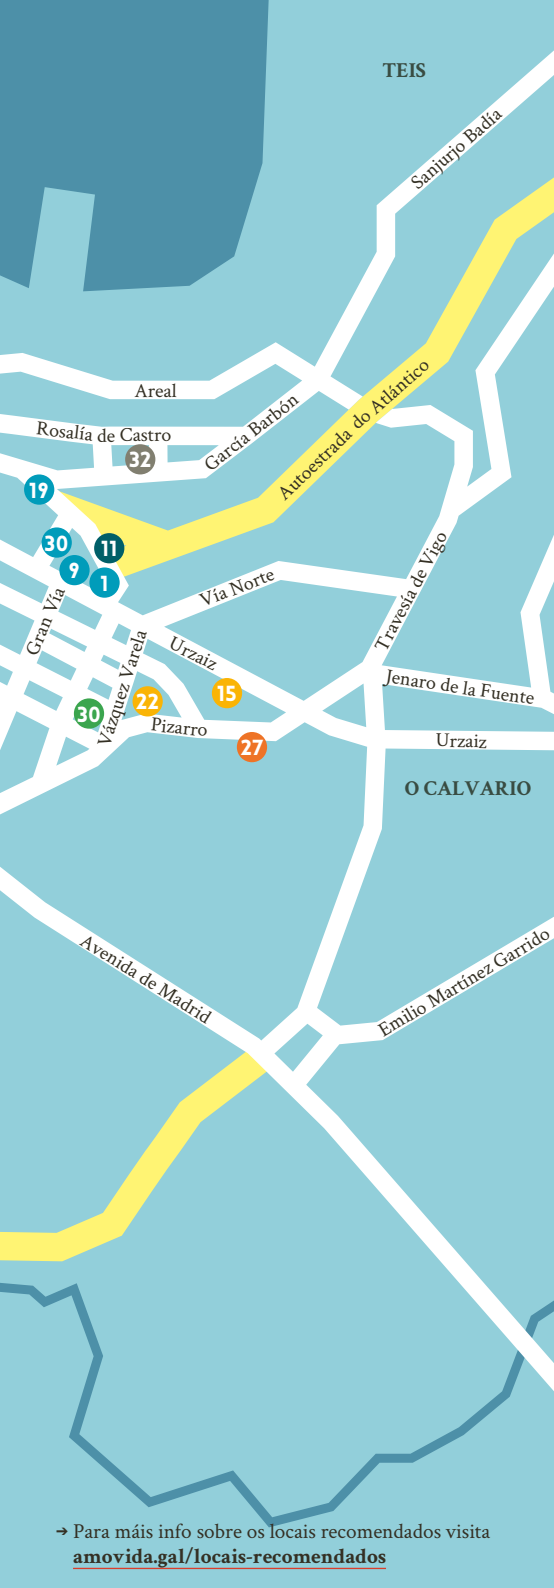 TEIS
Sanjurjo Badía
Autoestrada do Atlántico
Areal
García Barbón
Rosalía de Castro
32
19
30
11
9
1
Vía Norte
Travesía de Vigo
Gran Vía
Urzaiz
Vázquez Varela
Jenaro de la Fuente
15
22
30
Pizarro
27
Urzaiz
O CALVARIO
Avenida de Madrid
Emilio Martínez Garrido
→ Para máis info sobre os locais recomendados visita
amovida.gal/locais-recomendados